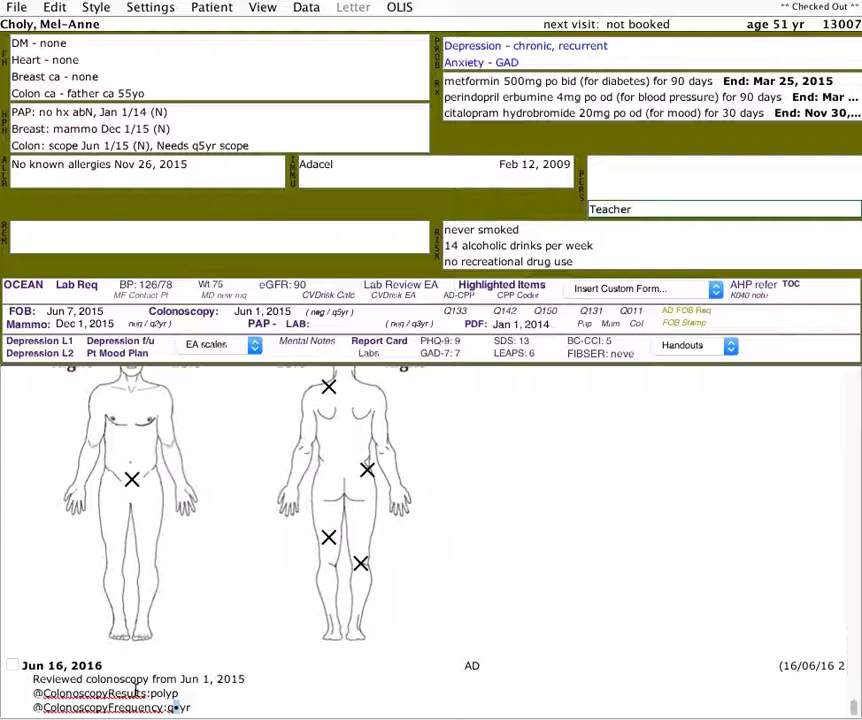 File Edit Style Settings Patient View Data Letter OLIS ** Checked Out **
Choly, Mel-Anne next visit: not booked age 51 yr 13007
DM - none
Heart - none
Breast ca - none
Colon ca - father ca 55yo
Depression - chronic, recurrent
Anxiety - GAD
metformin 500mg po bid (for diabetes) for 90 days End: Mar 25, 2015
perindopril erbumine 4mg po od (for blood pressure) for 90 days End: Mar ...
citalopram hydrobromide 20mg po od (for mood) for 30 days End: Nov 30,...
PAP: no hx abN, Jan 1/14 (N)
Breast: mammo Dec 1/15 (N)
Colon: scope Jun 1/15 (N), Needs q5yr scope
ALLR
No known allergies Nov 26, 2015
IMMU
Adacel Feb 12, 2009
PERS
Teacher
REM
RISK
never smoked
14 alcoholic drinks per week
no recreational drug use
OCEAN Lab Req BP: 126/78 Wt 75 eGFR: 90 Lab Review EA Highlighted Items Insert Custom Form... AHP refer TOC
MF Contact Pt MD new rxq CVDrisk Calc CVDrisk EA AD-CPP CPP Coder K040 note
FOB: Jun 7, 2015 Colonoscopy: Jun 1, 2015 ( neg / q5yr ) Q133 Q142 Q150 Q131 Q011 AD FOB Req
Mammo: Dec 1, 2015 neg / q2yr ) PAP - LAB: ( neg / q3yr ) PDF: Jan 1, 2014 Pap Mam Col FOB Stamp
Depression L1 Depression f/u EA scales Mental Notes Report Card PHQ-9: 9 SDS: 13 BC-CCI: 5 Handouts
Depression L2 Pt Mood Plan Labs GAD-7: 7 LEAPS: 6 FIBSER: neve
Jun 16, 2016 AD (16/06/16 2
Reviewed colonoscopy from Jun 1, 2015
@ColonoscopyResults:polyp
@ColonoscopyFrequency:q•yr